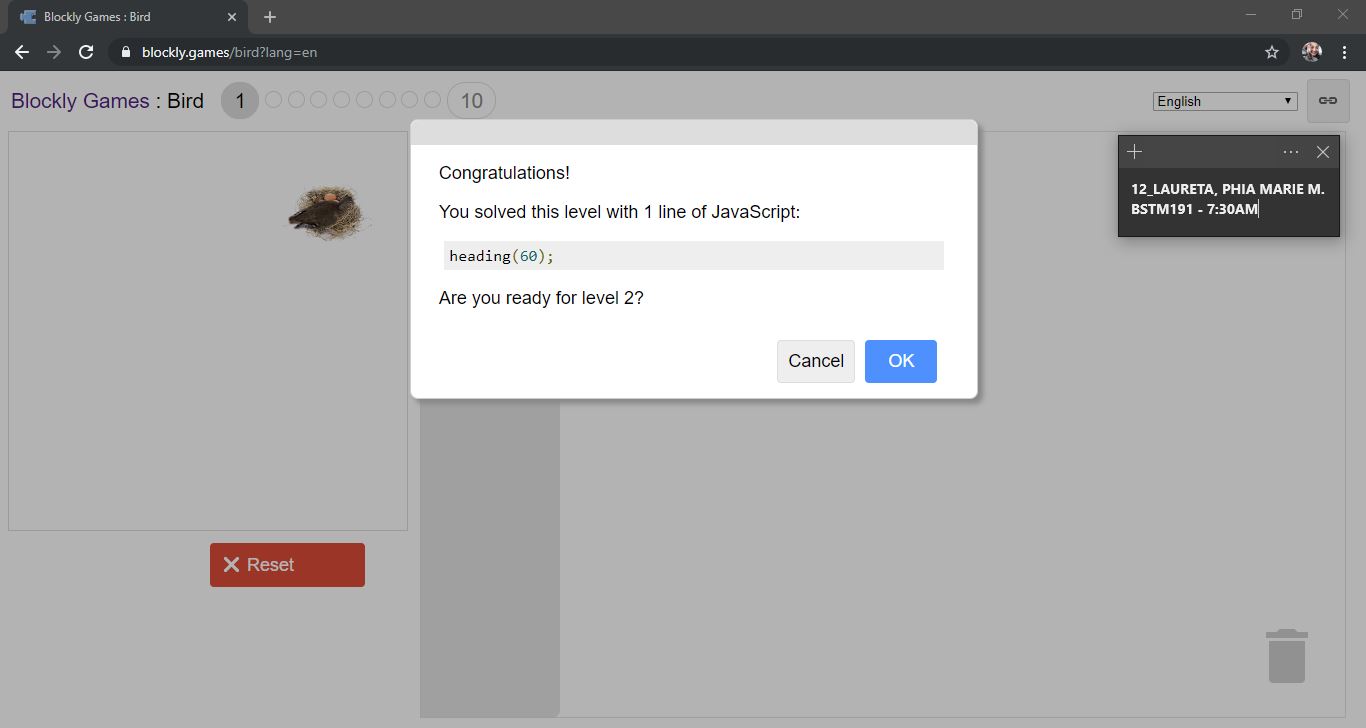 Blockly Games : Bird
blockly.games/bird?lang=en
Blockly Games : Bird 1 10
English
Congratulations!
You solved this level with 1 line of JavaScript:
heading(60);
Are you ready for level 2?
Cancel OK
12_LAURETA, PHIA MARIE M.
BSTM191 - 7:30AM
Reset